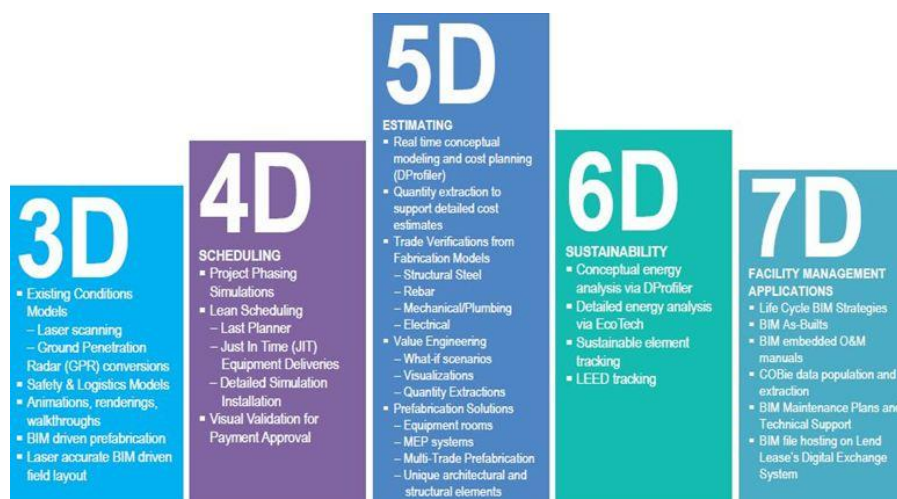 3D
▪ Existing Conditions
Models
– Laser scanning
– Ground Penetration
Radar (GPR) conversions
▪ Safety & Logistics Models
▪ Animations, renderings,
walkthroughs
▪ BIM driven prefabrication
▪ Laser accurate BIM driven
field layout
4D
SCHEDULING
▪ Project Phasing
Simulations
▪ Lean Scheduling
– Last Planner
– Just In Time (JIT)
Equipment Deliveries
– Detailed Simulation
Installation
▪ Visual Validation for
Payment Approval
5D
ESTIMATING
▪ Real time conceptual
modeling and cost planning
(DProfiler)
▪ Quantity extraction to
support detailed cost
estimates
▪ Trade Verifications from
Fabrication Models
– Structural Steel
– Rebar
– Mechanical/Plumbing
– Electrical
▪ Value Engineering
– What-if scenarios
– Visualizations
– Quantity Extractions
▪ Prefabrication Solutions
– Equipment rooms
– MEP systems
– Multi-Trade Prefabrication
– Unique architectural and
structural elements
6D
SUSTAINABILITY
▪ Conceptual energy
analysis via DProfiler
▪ Detailed energy analysis
via EcoTech
▪ Sustainable element
tracking
▪ LEED tracking
7D
FACILITY MANAGEMENT
APPLICATIONS
▪ Life Cycle BIM Strategies
▪ BIM As-Builts
▪ BIM embedded O&M
manuals
▪ COBie data population and
extraction
▪ BIM Maintenance Plans and
Technical Support
▪ BIM file hosting on Lend
Lease's Digital Exchange
System